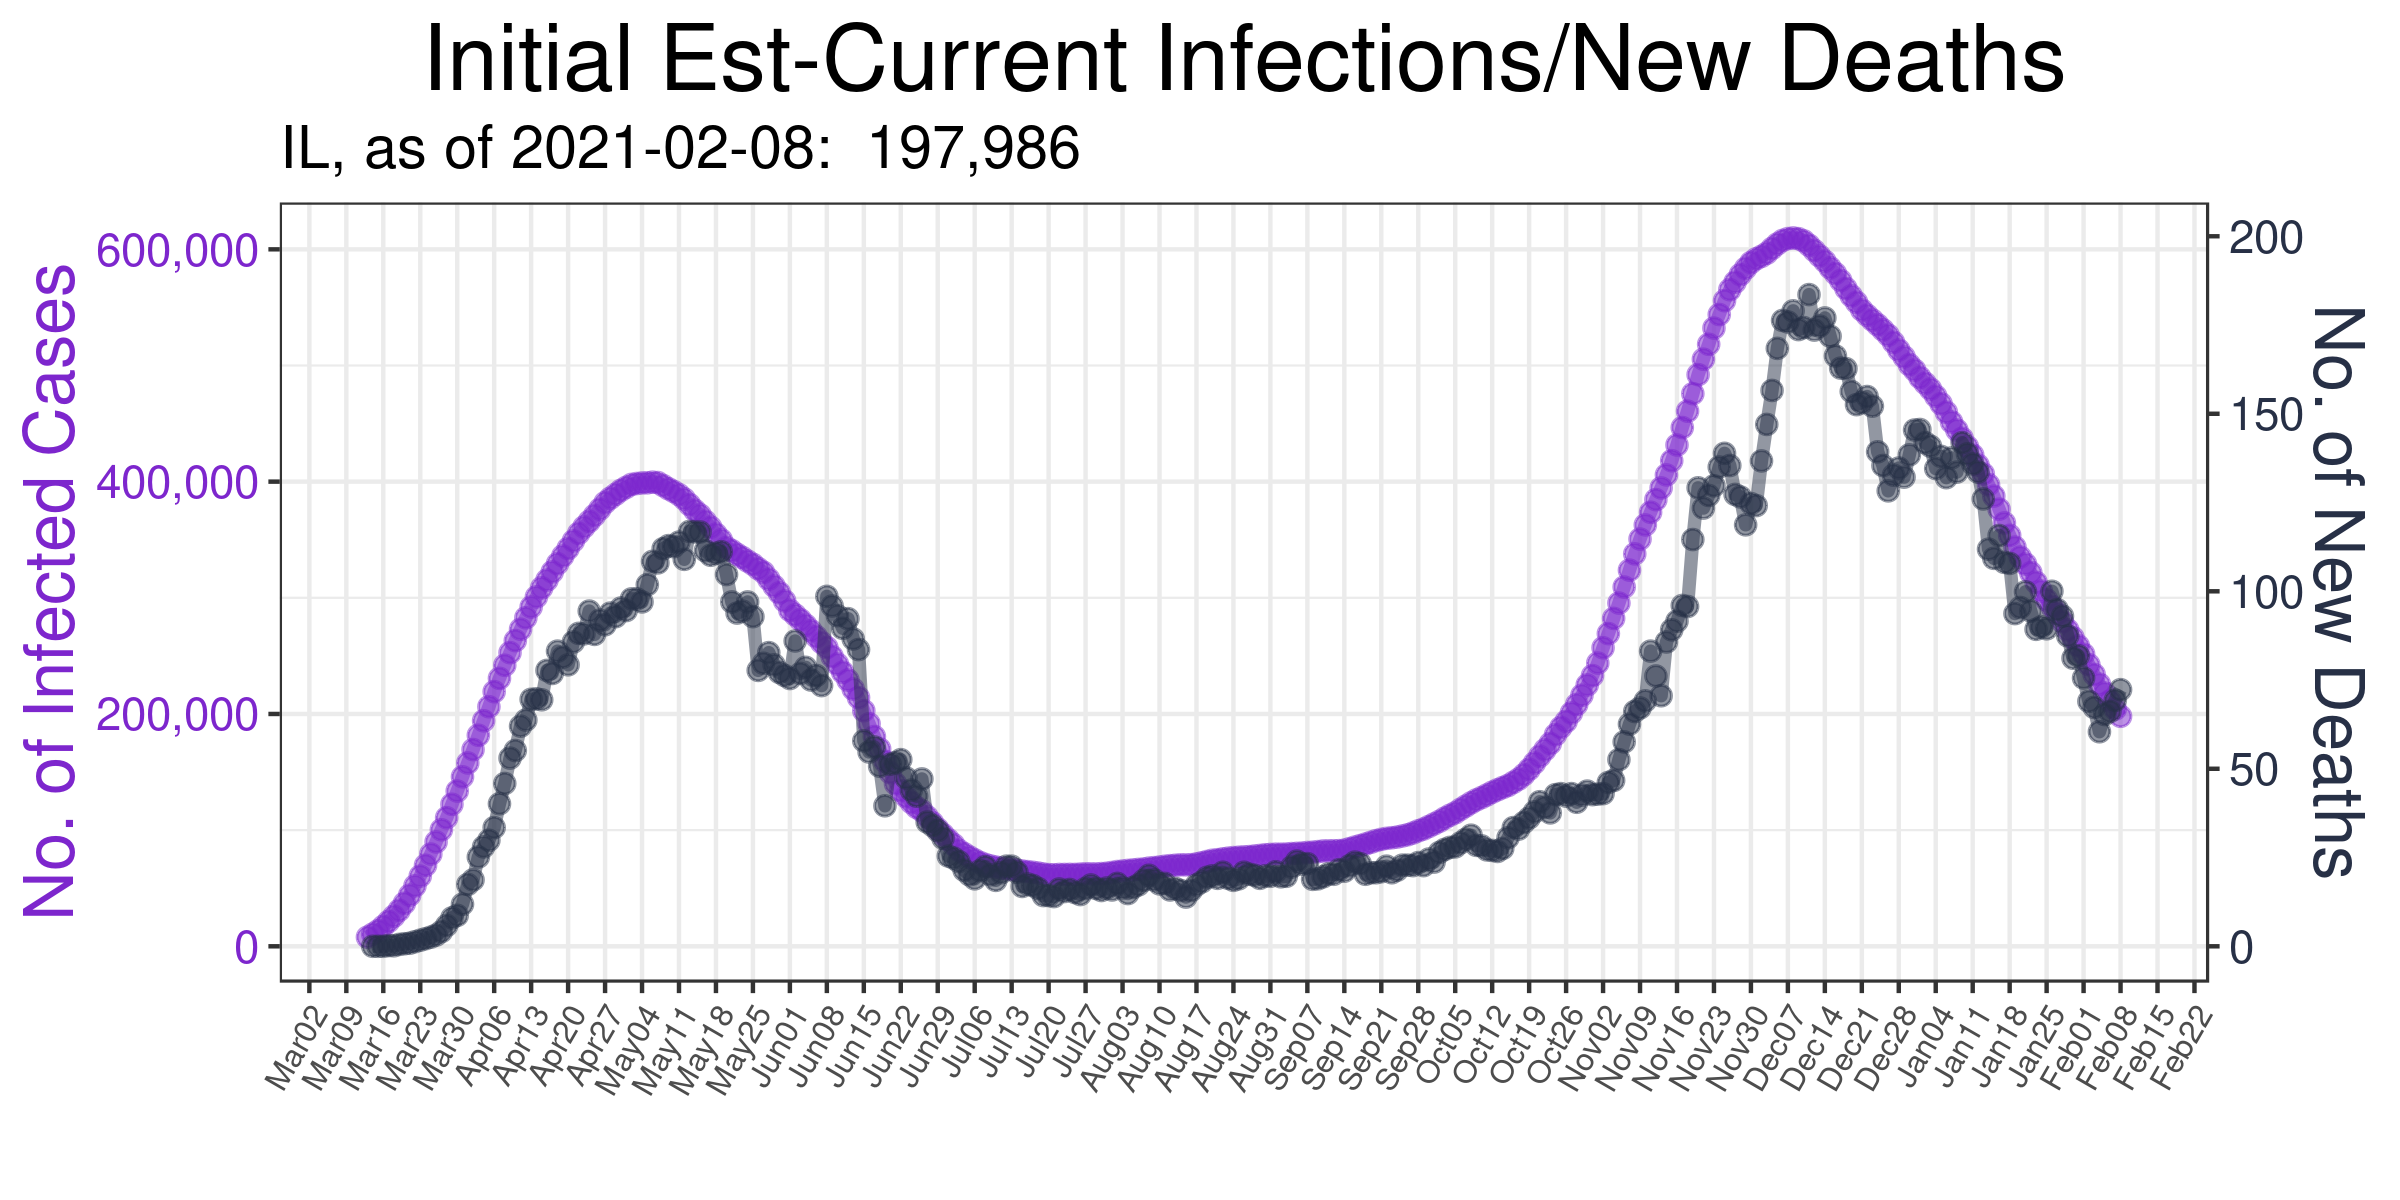 Initial Est-Current Infections/New Deaths
IL, as of 2021-02-08:  197,986
No. of Infected Cases
600,000
400,000
200,000
0
200
150
100
50
0
No. of New Deaths
Mar02
Mar09
Mar16
Mar23
Mar30
Apr06
Apr13
Apr20
Apr27
May04
May11
May18
May25
Jun01
Jun08
Jun15
Jun22
Jun29
Jul06
Jul13
Jul20
Jul27
Aug03
Aug10
Aug17
Aug24
Aug31
Sep07
Sep14
Sep21
Sep28
Oct05
Oct12
Oct19
Oct26
Nov02
Nov09
Nov16
Nov23
Nov30
Dec07
Dec14
Dec21
Dec28
Jan04
Jan11
Jan18
Jan25
Feb01
Feb08
Feb15
Feb22